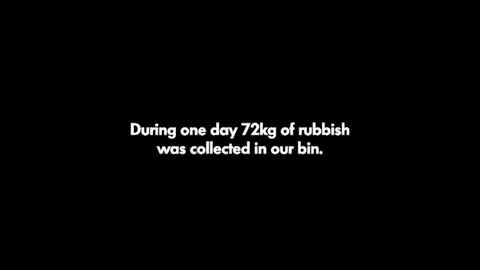 During one day 72kg of rubbish
was collected in our bin.